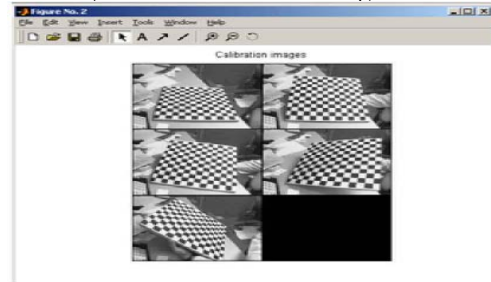 Figure No. 2
File Edit View Insert Tools Window Help
A
Calibration images